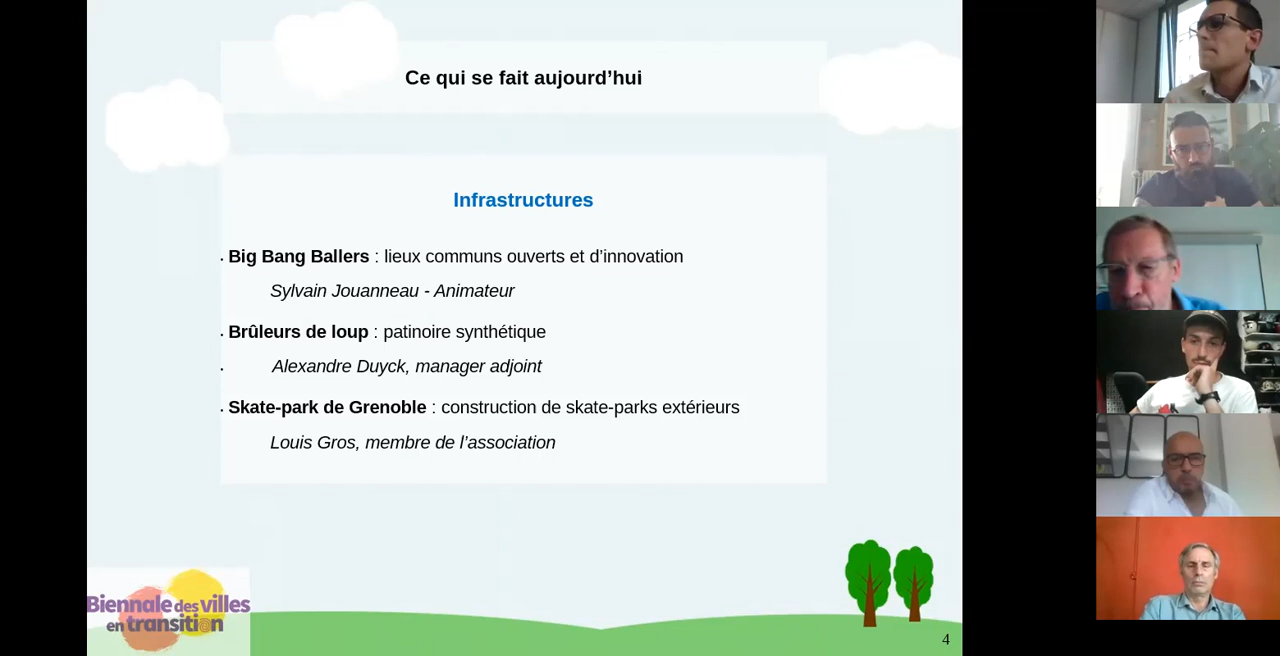 Ce qui se fait aujourd’hui
Infrastructures
. Big Bang Ballers : lieux communs ouverts et d’innovation
Sylvain Jouanneau - Animateur
. Brûleurs de loup : patinoire synthétique
. Alexandre Duyck, manager adjoint
. Skate-park de Grenoble : construction de skate-parks extérieurs
Louis Gros, membre de l’association
Biennale des villes
en transition
4